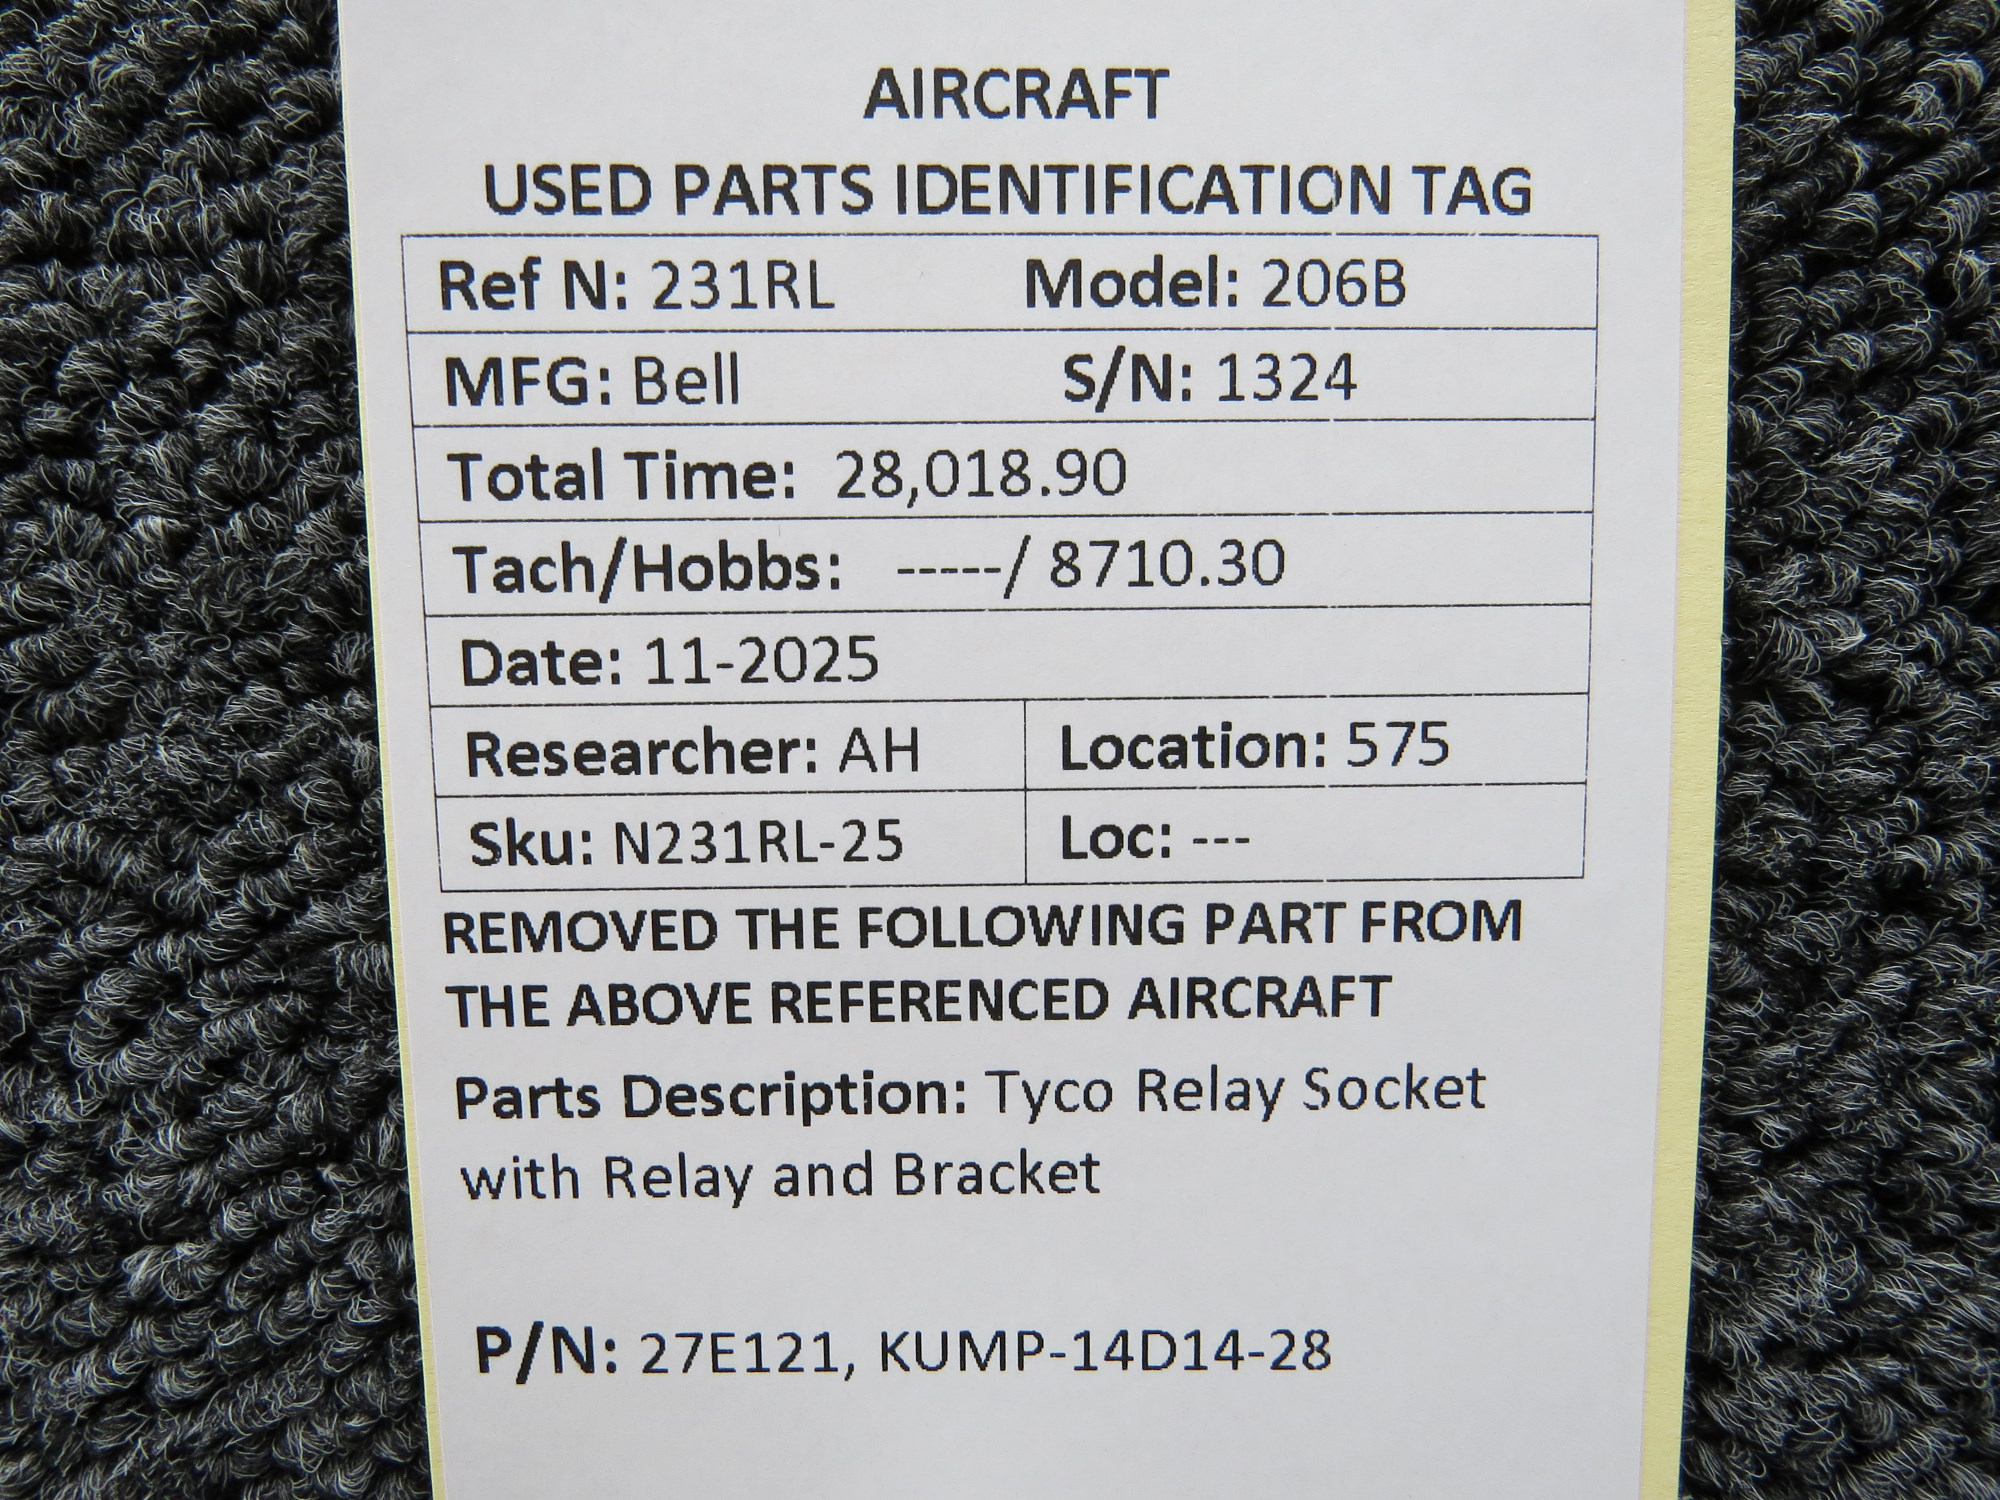 AIRCRAFT
USED PARTS IDENTIFICATION TAG
Ref N: 231RL Model: 206B
MFG: Bell S/N: 1324
Total Time: 28,018.90
Tach/Hobbs: -----/ 8710.30
Date: 11-2025
Researcher: AH Location: 575
Sku: N231RL-25 Loc: ---
REMOVED THE FOLLOWING PART FROM
THE ABOVE REFERENCED AIRCRAFT
Parts Description: Tyco Relay Socket
with Relay and Bracket
P/N: 27E121, KUMP-14D14-28